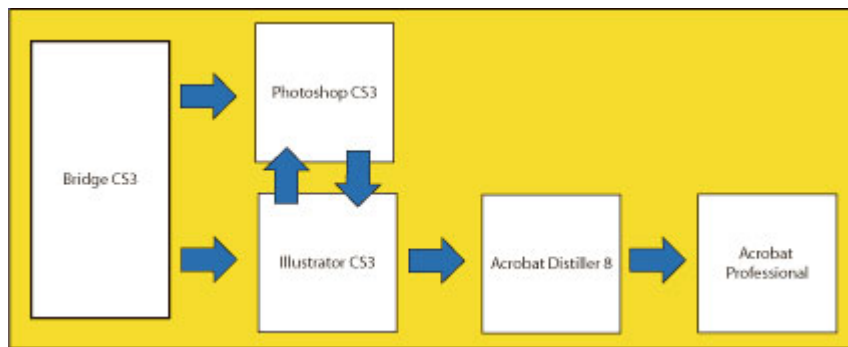 Photoshop CS3
Bridge CS3
Illustrator CS3
Acrobat Distiller 8
Acrobat
Professional